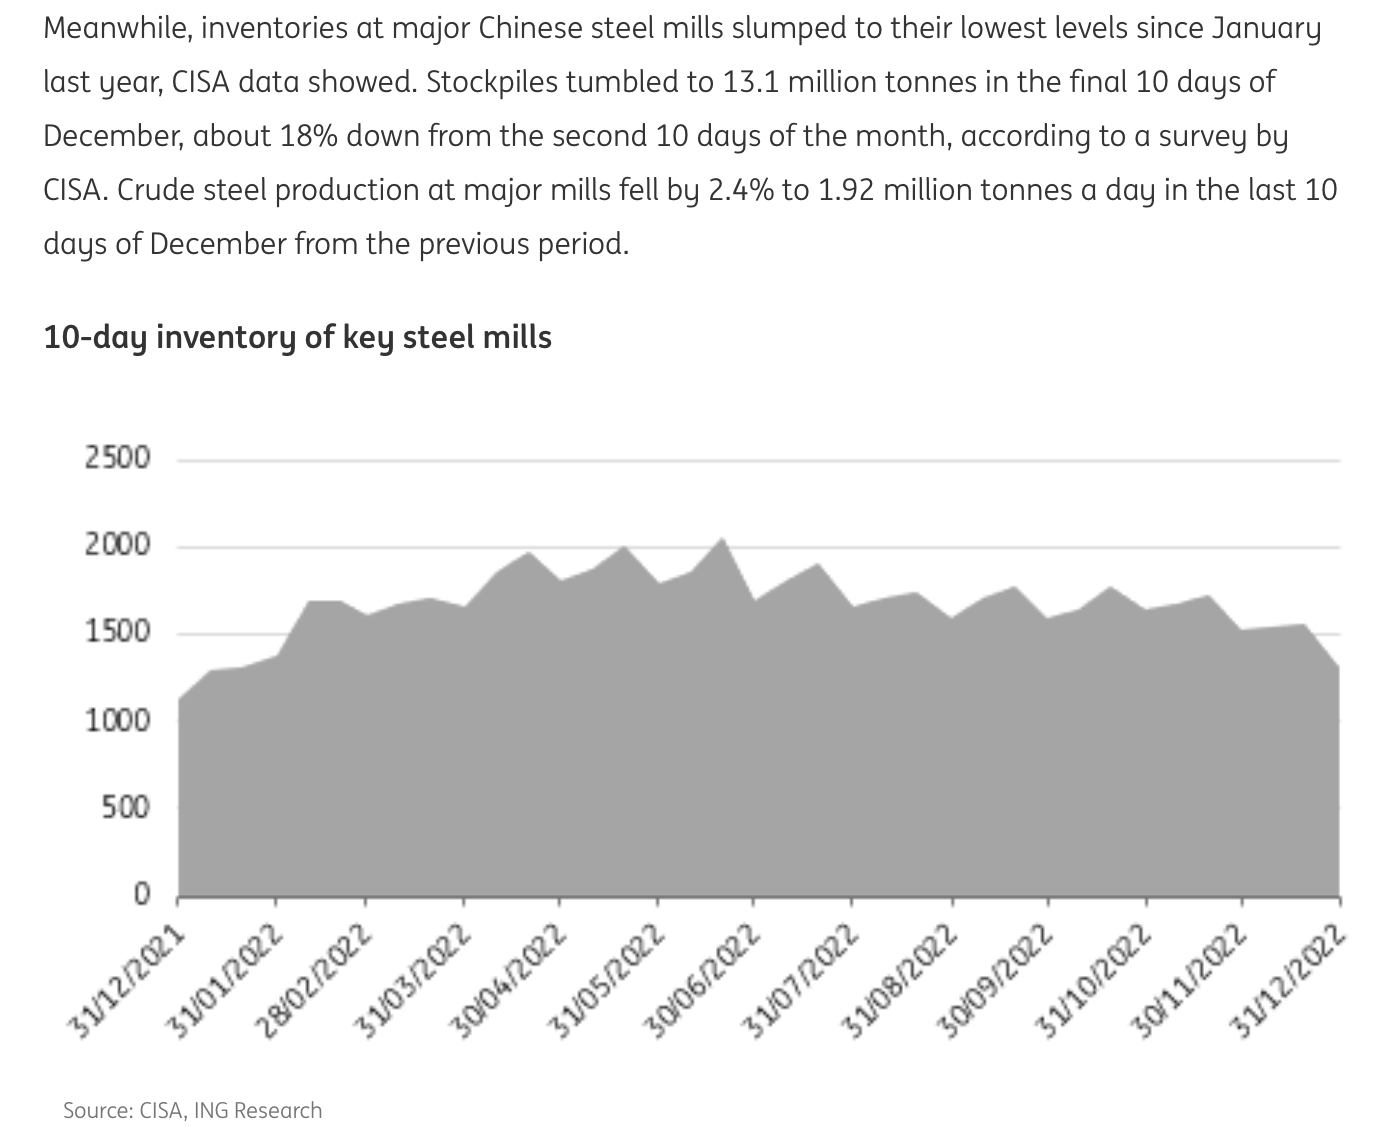 Meanwhile, inventories at major Chinese steel mills slumped to their lowest levels since January
last year, CISA data showed. Stockpiles tumbled to 13.1 million tonnes in the final 10 days of
December, about 18% down from the second 10 days of the month, according to a survey by
CISA. Crude steel production at major mills fell by 2.4% to 1.92 million tonnes a day in the last 10
days of December from the previous period.
10-day inventory of key steel mills
2500
2000
1500
1000
500
0
31/12/2021
31/01/2022
28/02/2022
31/03/2022
30/04/2022
31/05/2022
30/06/2022
31/07/2022
31/08/2022
30/09/2022
31/10/2022
30/11/2022
31/12/2022
Source: CISA, ING Research